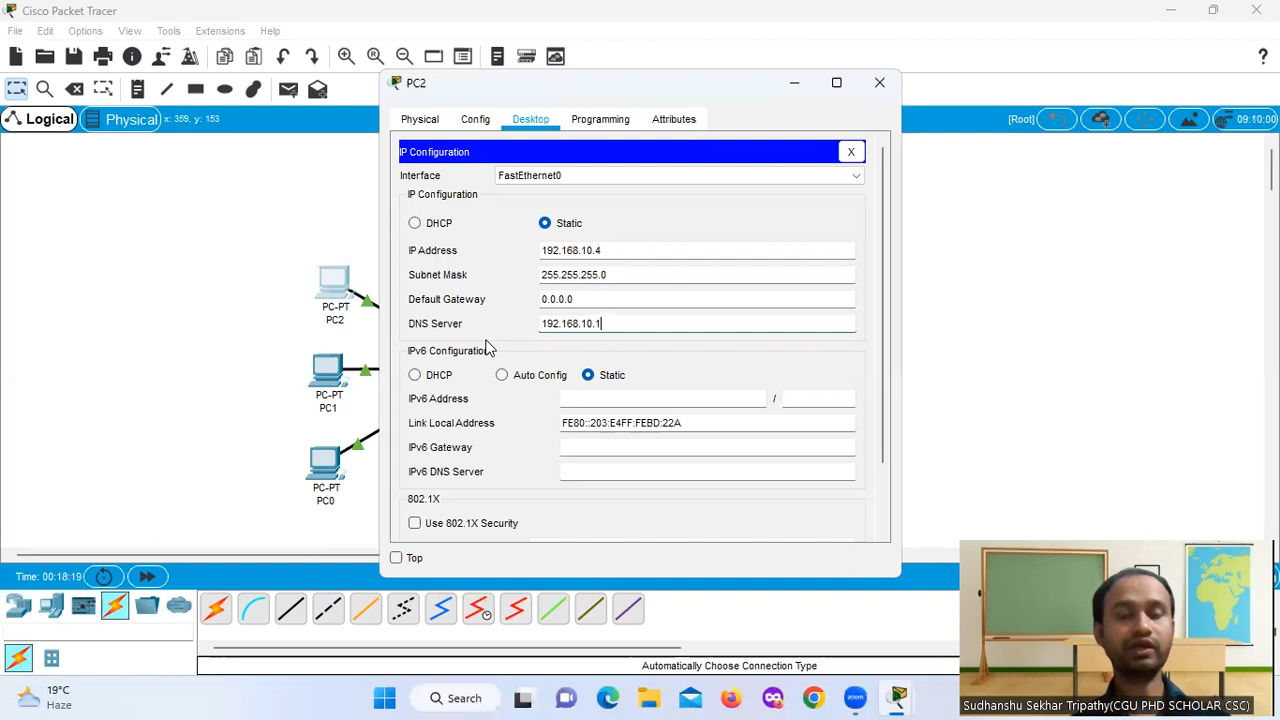 Cisco Packet Tracer
File Edit Options View Tools Extensions Help
Logical Physical x: 359, y: 153
[Root] 09:10:00
PC-PT
PC2
PC-PT
PC1
PC-PT
PC0
PC2
Physical Config Desktop Programming Attributes
IP Configuration X
Interface FastEthernet0
IP Configuration
DHCP Static
IP Address 192.168.10.4
Subnet Mask 255.255.255.0
Default Gateway 0.0.0.0
DNS Server 192.168.10.1
IPv6 Configuration
DHCP Auto Config Static
IPv6 Address /
Link Local Address FE80::203:E4FF:FEBD:22A
IPv6 Gateway
IPv6 DNS Server
802.1X
Use 802.1X Security
Top
Time: 00:18:19
Automatically Choose Connection Type
19°C
Haze
Search
Sudhanshu Sekhar Tripathy(CGU PHD SCHOLAR CSC)